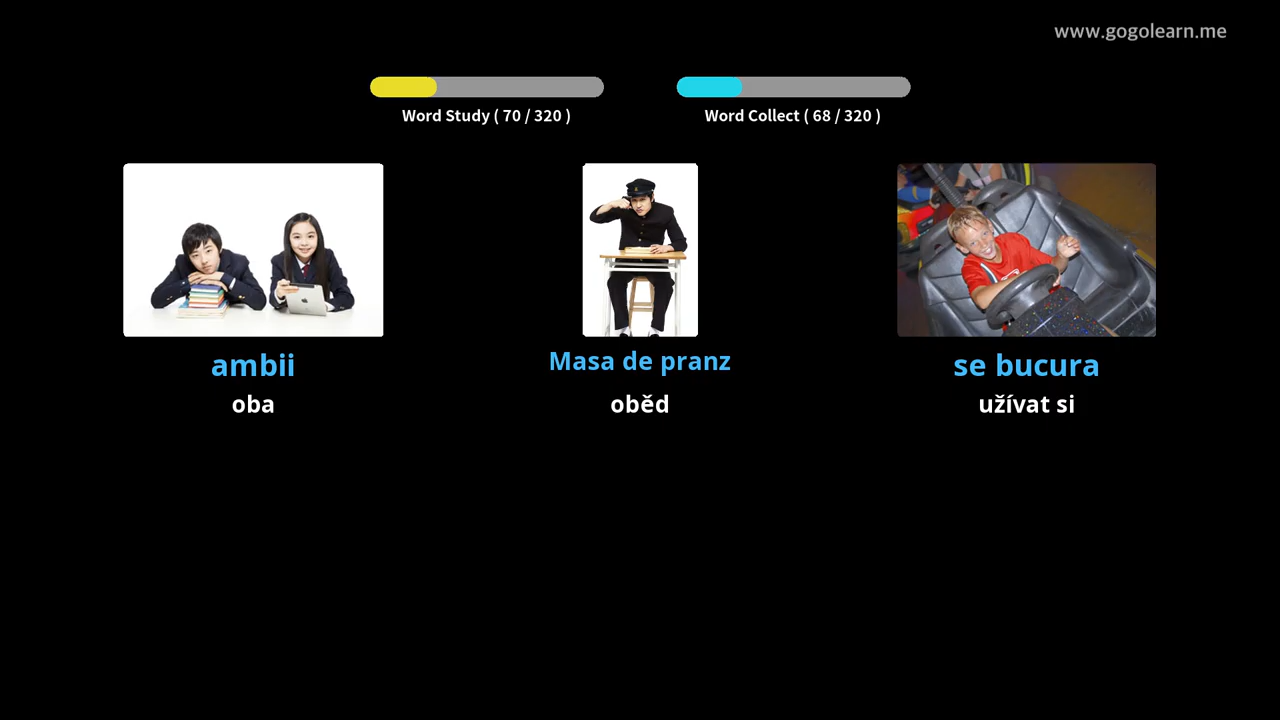 www.gogolearn.me
Word Study ( 70 / 320 )
Word Collect ( 68 / 320 )
ambii
oba
Masa de pranz
oběd
se bucura
užívat si